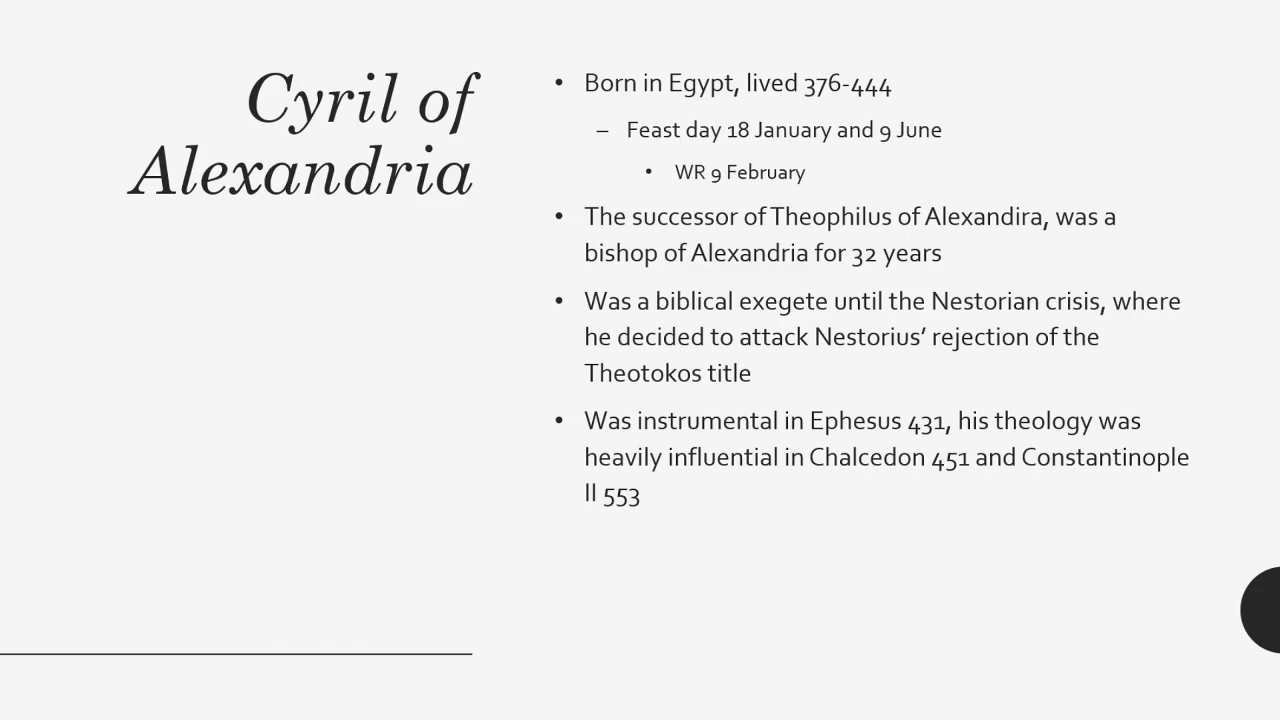 Cyril of
Alexandria
• Born in Egypt, lived 376-444
– Feast day 18 January and 9 June
• WR 9 February
• The successor of Theophilus of Alexandira, was a
bishop of Alexandria for 32 years
• Was a biblical exegete until the Nestorian crisis, where
he decided to attack Nestorius’ rejection of the
Theotokos title
• Was instrumental in Ephesus 431, his theology was
heavily influential in Chalcedon 451 and Constantinople
II 553